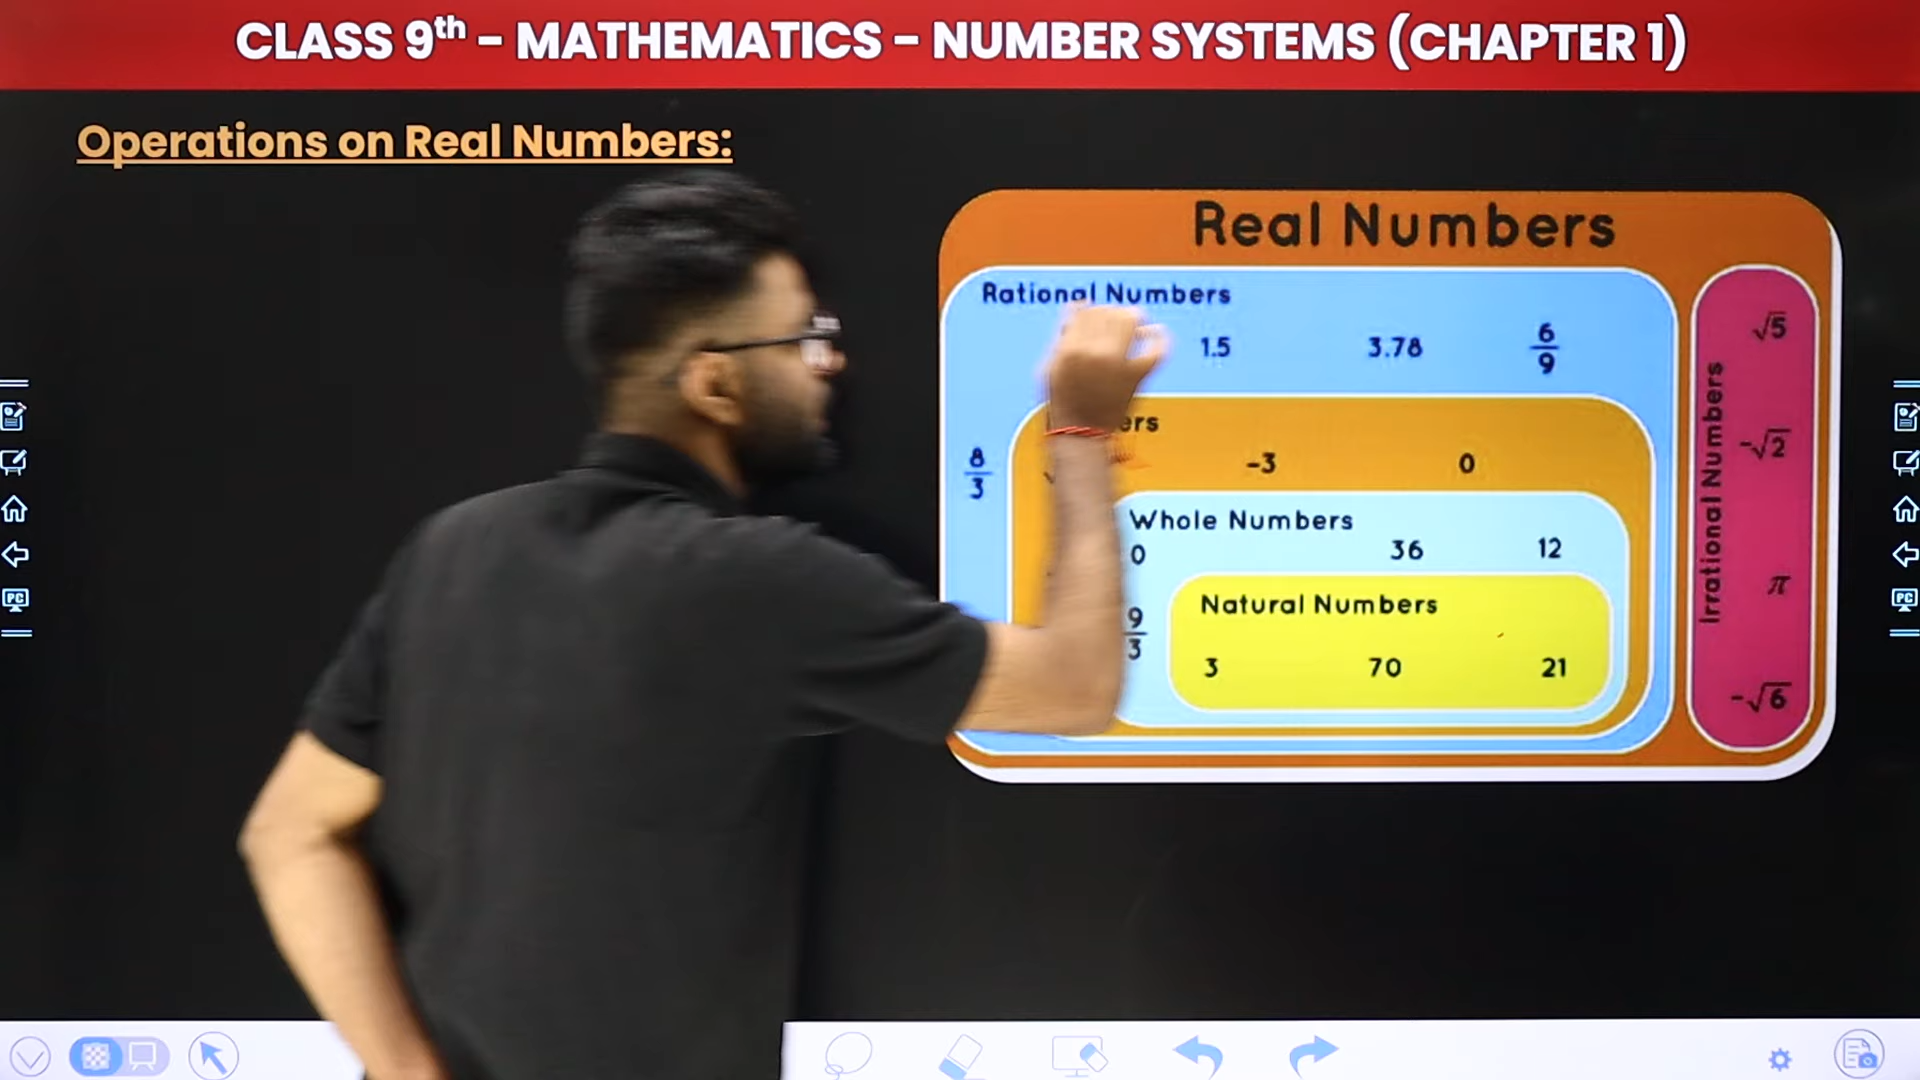 CLASS 9th - MATHEMATICS - NUMBER SYSTEMS (CHAPTER 1)
Operations on Real Numbers:
Real Numbers
Rational Numbers
1.5 3.78 6/9
8/3
-3 0
Whole Numbers
0 36 12
9/3
Natural Numbers
3 70 21
Irrational Numbers
√5
-√2
π
-√6
PC
PC